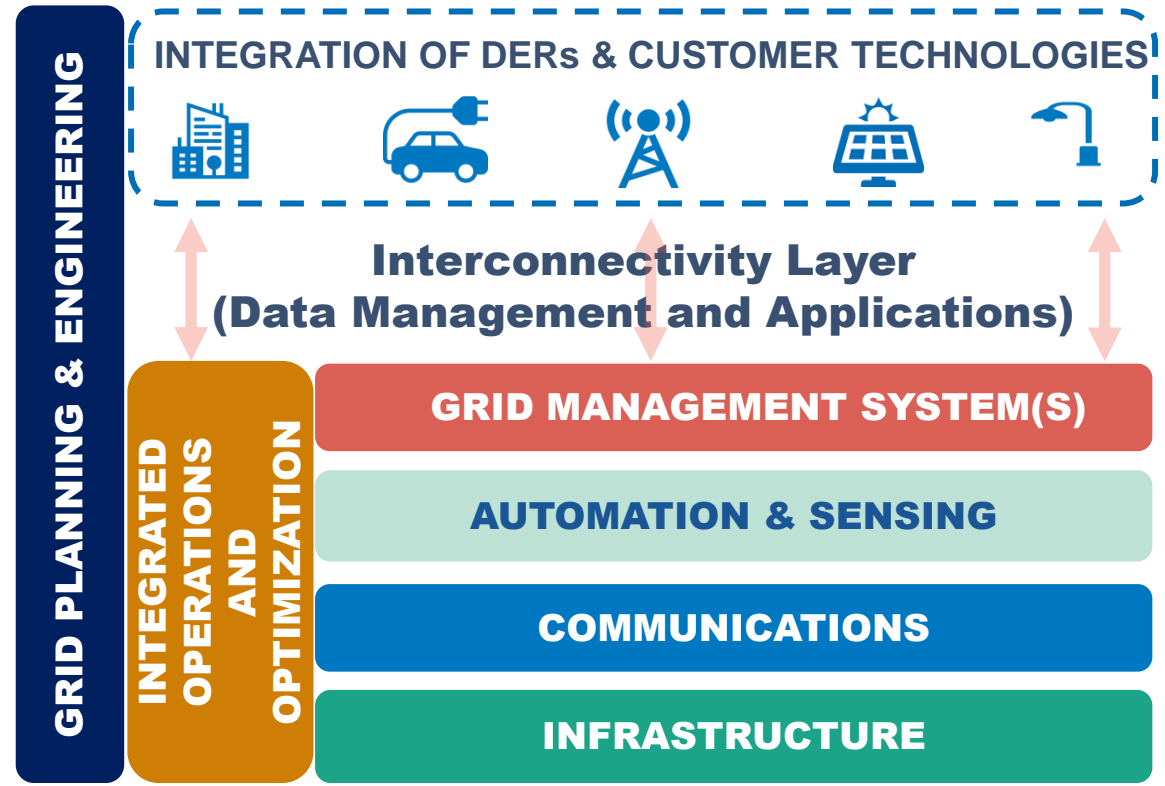 GRID PLANNING & ENGINEERING
INTEGRATION OF DERs & CUSTOMER TECHNOLOGIES
Interconnectivity Layer
(Data Management and Applications)
INTEGRATED
OPERATIONS
AND
OPTIMIZATION
GRID MANAGEMENT SYSTEM(S)
AUTOMATION & SENSING
COMMUNICATIONS
INFRASTRUCTURE